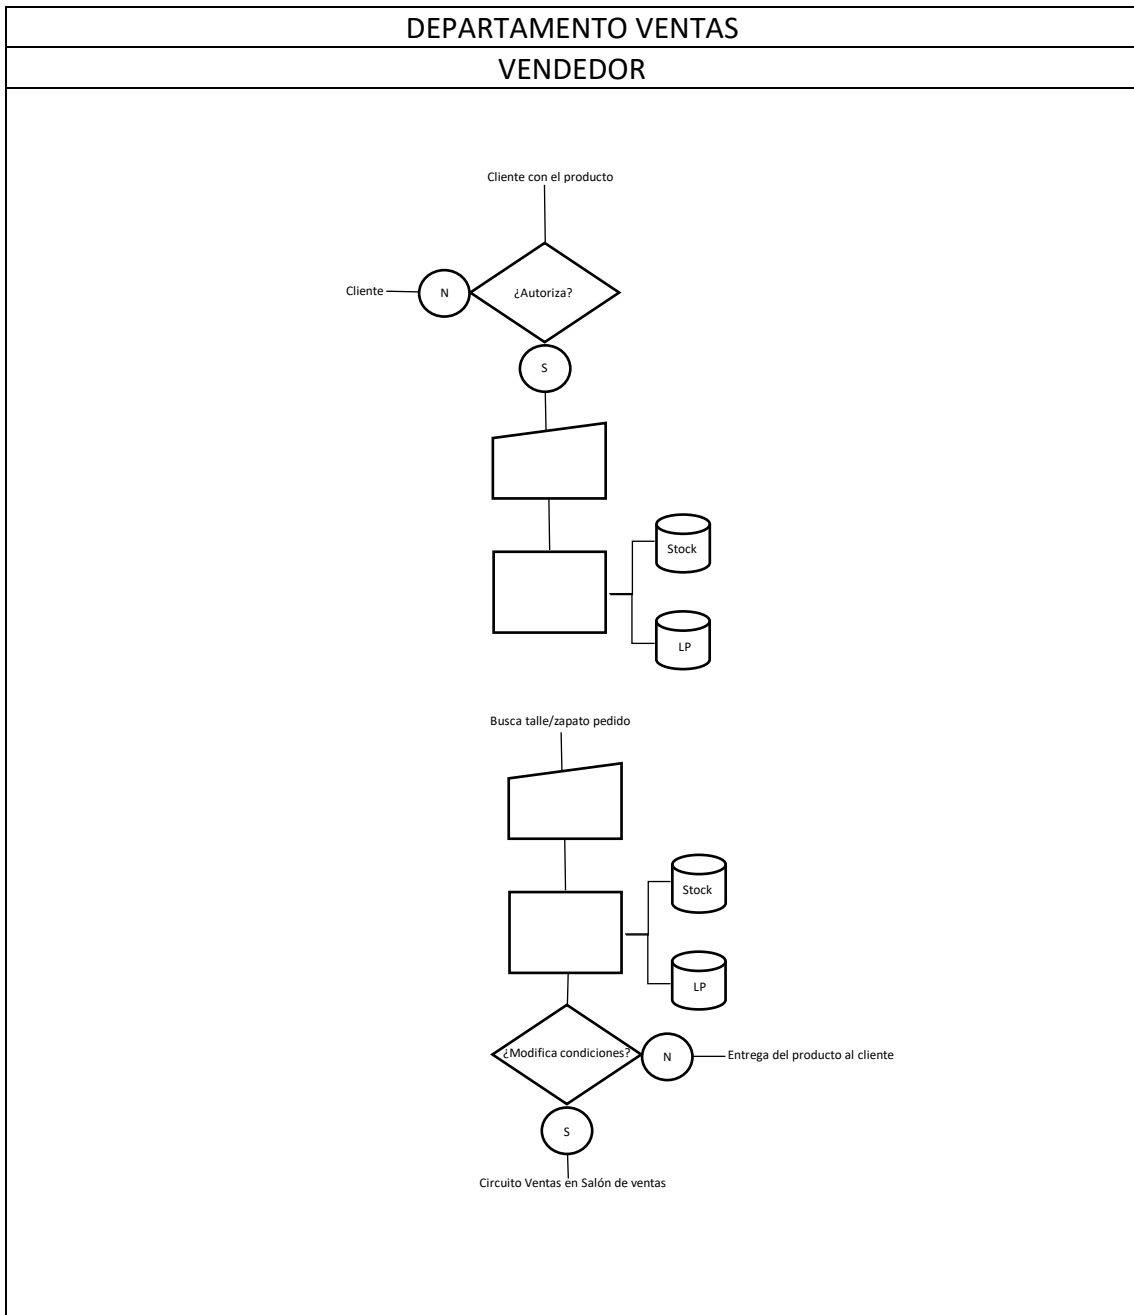 DEPARTAMENTO VENTAS
VENDEDOR
Cliente con el producto
Cliente
N
¿Autoriza?
S
Stock
LP
Busca talle/zapato pedido
Stock
LP
¿Modifica condiciones?
N
Entrega del producto al cliente
S
Circuito Ventas en Salón de ventas